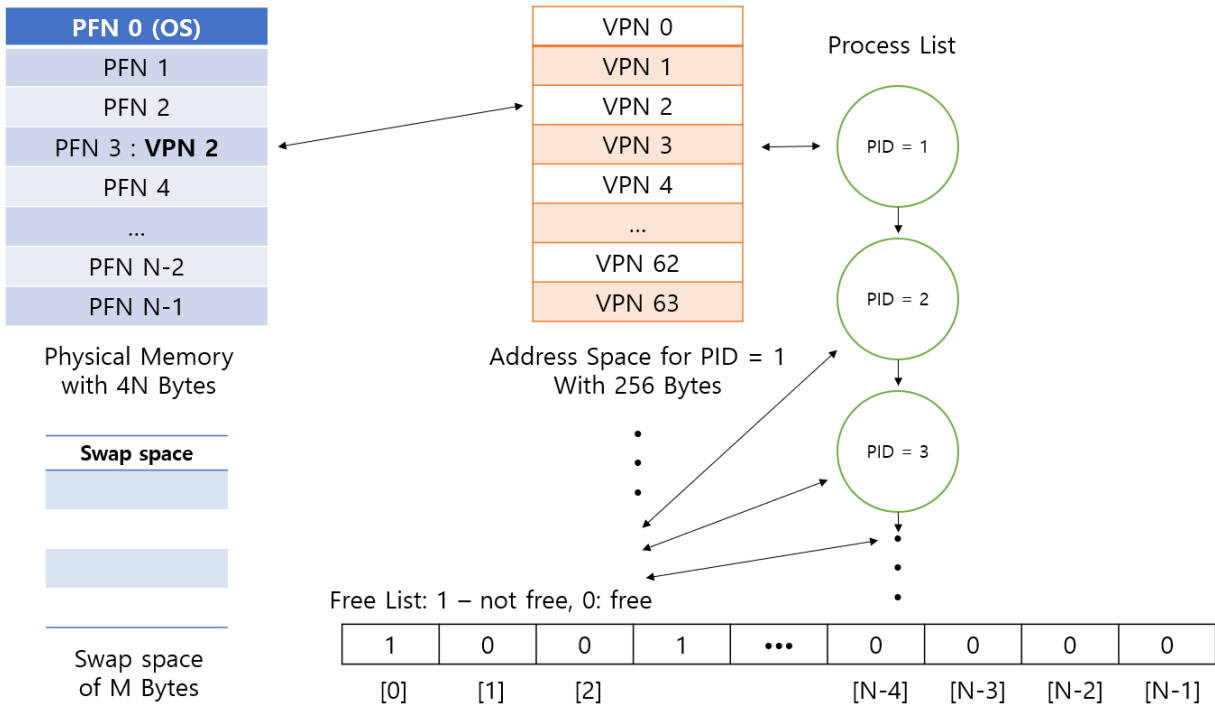 PFN 0 (OS)
PFN 1
PFN 2
PFN 3 : VPN 2
PFN 4
...
PFN N-2
PFN N-1
Physical Memory
with 4N Bytes
Swap space
Swap space
of M Bytes
VPN 0
VPN 1
VPN 2
VPN 3
VPN 4
...
VPN 62
VPN 63
Address Space for PID = 1
With 256 Bytes
Process List
PID = 1
PID = 2
PID = 3
Free List: 1 – not free, 0: free
1 0 0 1 ••• 0 0 0 0
[0] [1] [2] [N-4] [N-3] [N-2] [N-1]